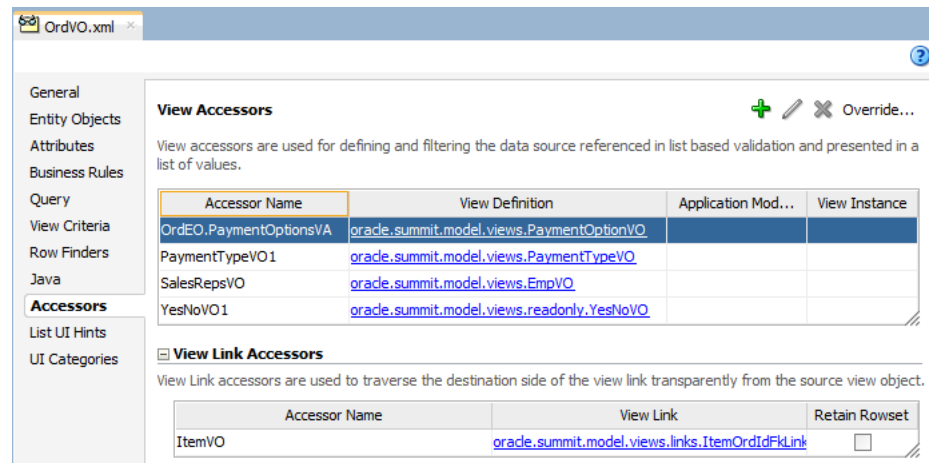 OrdVO.xml
General
Entity Objects
Attributes
Business Rules
Query
View Criteria
Row Finders
Java
Accessors
List UI Hints
UI Categories
View Accessors
Override...
View accessors are used for defining and filtering the data source referenced in list based validation and presented in a
list of values.
Accessor Name View Definition Application Mod... View Instance
OrdEO.PaymentOptionsVA oracle.summit.model.views.PaymentOptionVO
PaymentTypeVO1 oracle.summit.model.views.PaymentTypeVO
SalesRepsVO oracle.summit.model.views.EmpVO
YesNoVO1 oracle.summit.model.views.readonly.YesNoVO
View Link Accessors
View Link accessors are used to traverse the destination side of the view link transparently from the source view object.
Accessor Name View Link Retain Rowset
ItemVO oracle.summit.model.views.links.ItemOrdIdFkLink